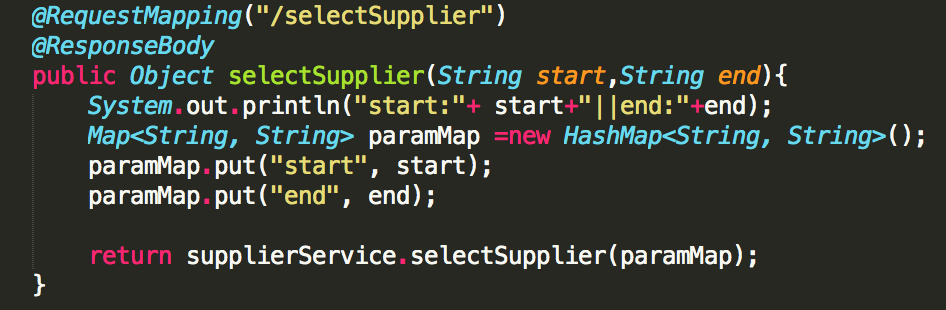 @RequestMapping("/selectSupplier")
@ResponseBody
public Object selectSupplier(String start,String end){
System.out.println("start:"+ start+"||end:"+end);
Map<String, String> paramMap =new HashMap<String, String>();
paramMap.put("start", start);
paramMap.put("end", end);
return supplierService.selectSupplier(paramMap);
}